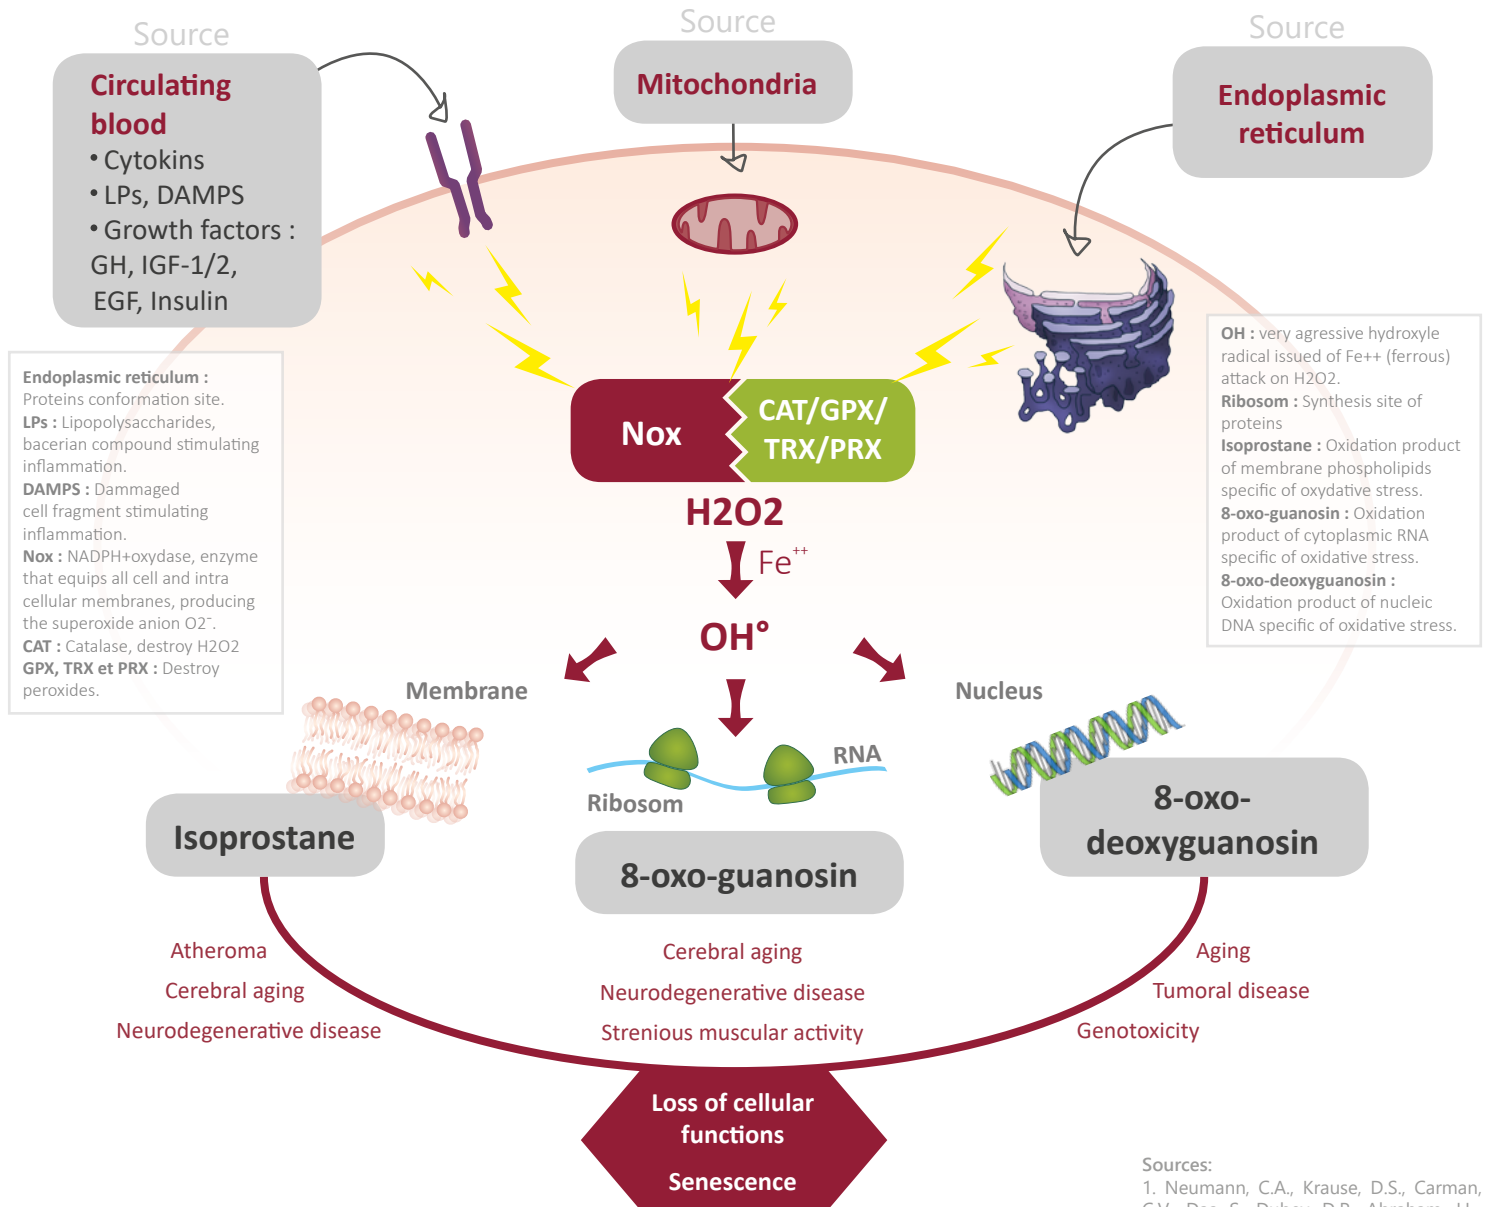 Source
Circulating
blood
• Cytokins
• LPs, DAMPS
• Growth factors :
GH, IGF-1/2,
EGF, Insulin
Source
Mitochondria
Source
Endoplasmic
reticulum
Endoplasmic reticulum :
Proteins conformation site.
LPs : Lipopolysaccharides,
bacerian compound stimulating
inflammation.
DAMPS : Dammaged
cell fragment stimulating
inflammation.
Nox : NADPH+oxydase, enzyme
that equips all cell and intra
cellular membranes, producing
the superoxide anion O2⁻.
CAT : Catalase, destroy H2O2
GPX, TRX et PRX : Destroy
peroxides.
OH : very agressive hydroxyle
radical issued of Fe++ (ferrous)
attack on H2O2.
Ribosom : Synthesis site of
proteins
Isoprostane : Oxidation product
of membrane phospholipids
specific of oxydative stress.
8-oxo-guanosin : Oxidation
product of cytoplasmic RNA
specific of oxidative stress.
8-oxo-deoxyguanosin :
Oxidation product of nucleic
DNA specific of oxidative stress.
Nox
CAT/GPX/
TRX/PRX
H2O2
Fe⁺⁺
OH°
Membrane
Nucleus
RNA
Ribosom
Isoprostane
8-oxo-guanosin
8-oxo-
deoxyguanosin
Atheroma
Cerebral aging
Neurodegenerative disease
Cerebral aging
Neurodegenerative disease
Strenious muscular activity
Aging
Tumoral disease
Genotoxicity
Loss of cellular
functions
Senescence
Sources:
1. Neumann, C.A., Krause, D.S., Carman,